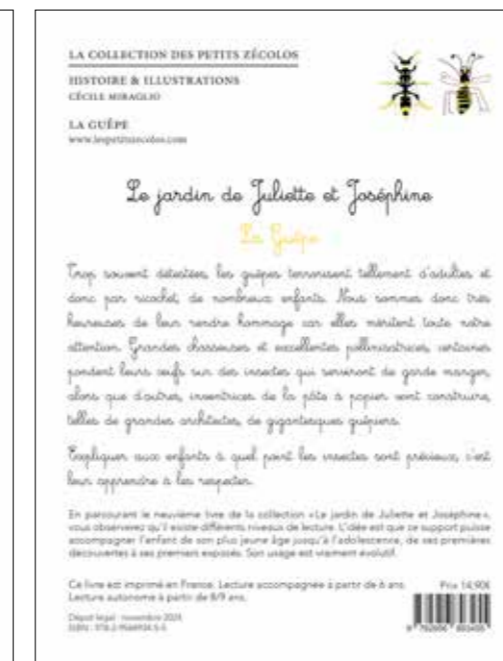 LA COLLECTION DES PETITS ZÉCOLOS
HISTOIRE & ILLUSTRATIONS
CÉCILE MIRAGLIO
LA GUÊPE
www.lespetitszecolos.com
Le jardin de Juliette et Joséphine
La Guêpe
Trop souvent détestées, les guêpes terrorisent tellement d'adultes et
donc par ricochet, de nombreux enfants. Nous sommes donc très
heureuses de leur rendre hommage car elles méritent toute notre
attention. Grandes chasseuses et excellentes pollinisatrices, certaines
pondent leurs œufs sur des insectes qui serviront de garde manger,
alors que d'autres, inventrices de la pâte à papier vont construire,
telles de grandes architectes, de gigantesques guêpiers.
Expliquer aux enfants à quel point les insectes sont précieux, c'est
leur apprendre à les respecter.
En parcourant le neuvième livre de la collection «Le jardin de Juliette et Joséphine»,
vous observerez qu'il existe différents niveaux de lecture. L'idée est que ce support puisse
accompagner l'enfant de son plus jeune âge jusqu'à l'adolescence, de ses premières
découvertes à ses premiers exposés. Son usage est vraiment évolutif.
Ce livre est imprimé en France. Lecture accompagnée à partir de 6 ans.
Lecture autonome à partir de 8/9 ans.
Prix 14,90€
Dépôt légal : novembre
ISBN :